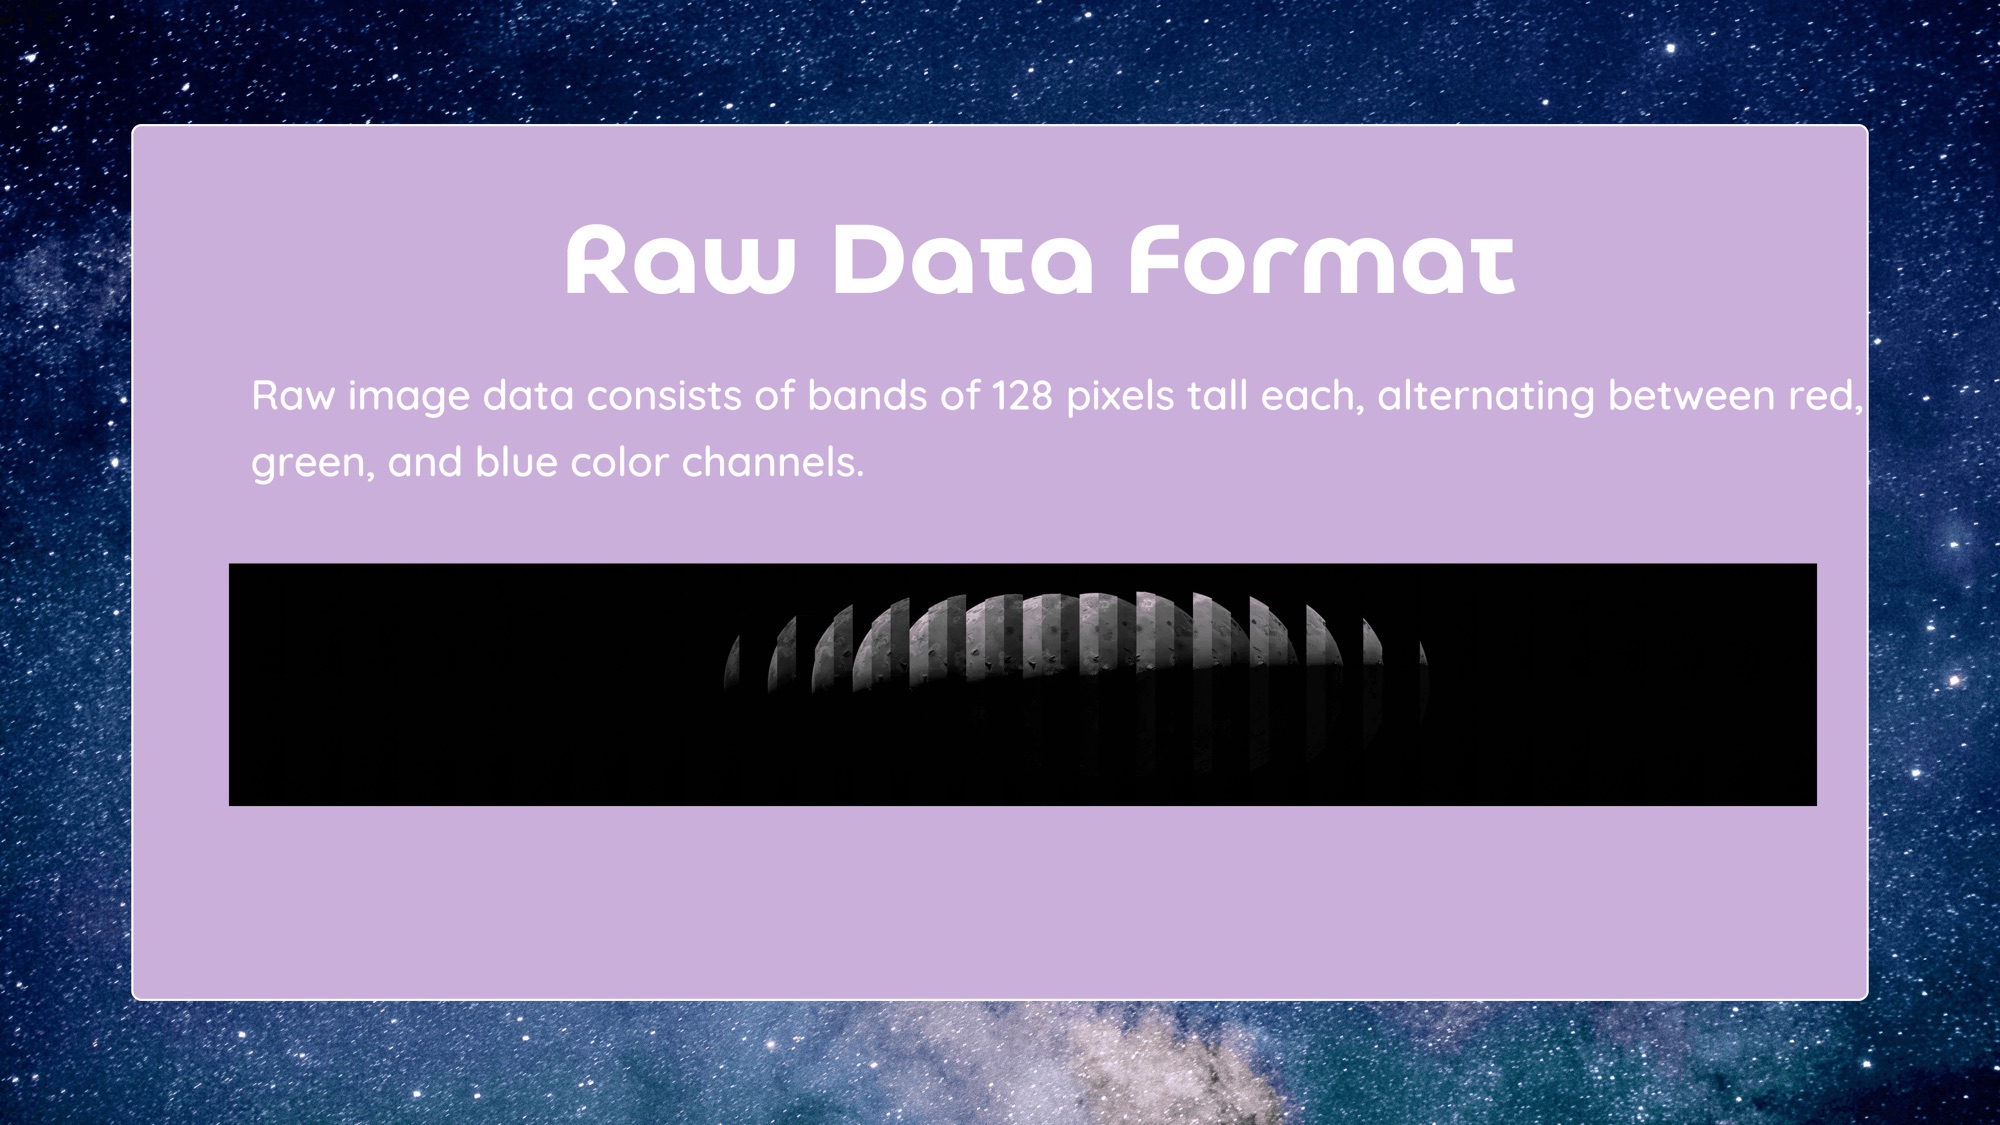 Raw Data Format
Raw image data consists of bands of 128 pixels tall each, alternating between red,
green, and blue color channels.